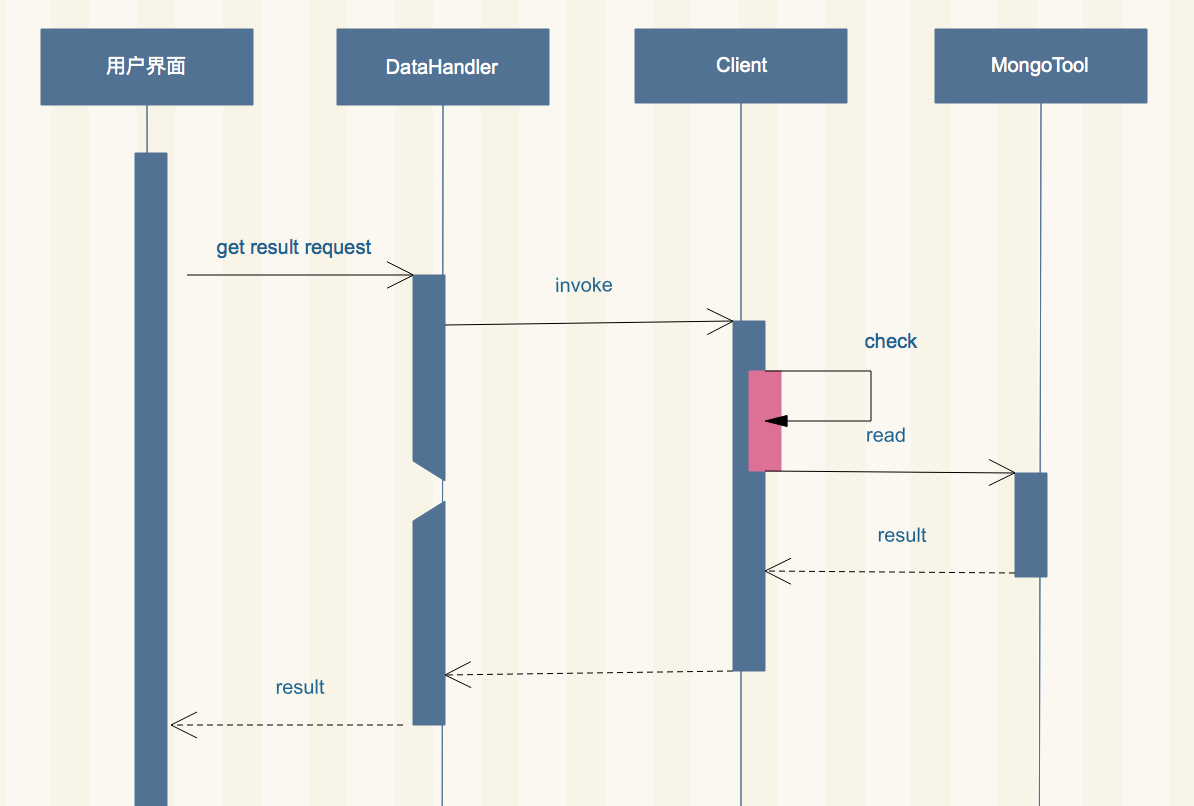 用户界面
DataHandler
Client
MongoTool
get result request
invoke
check
read
result
result